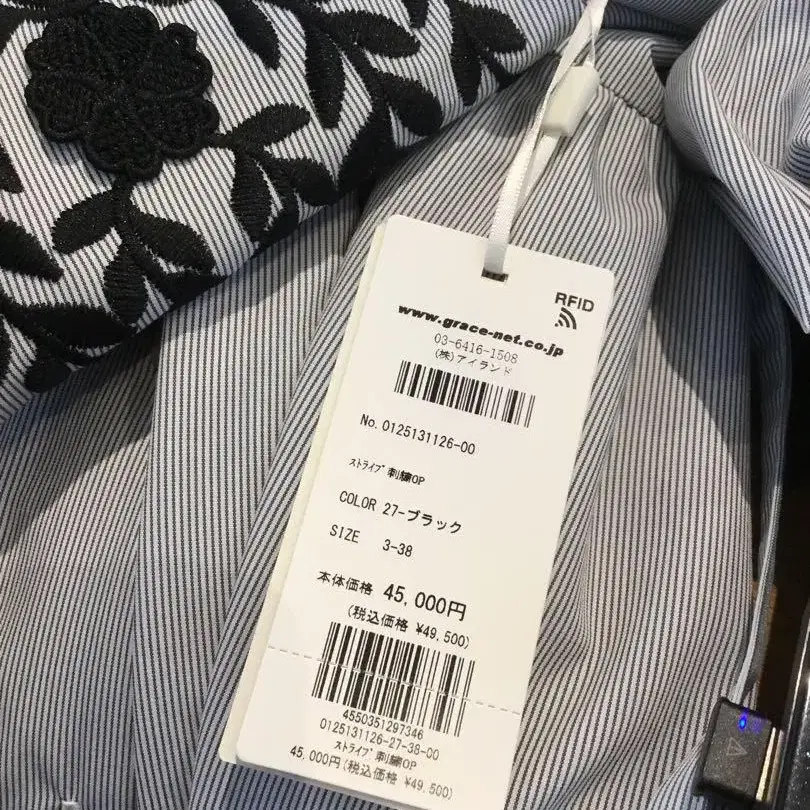 RFID
www.grace-net.co.jp
03-6416-1508
(株)アイランド
No. 0125131126-00
ストライプ 刺繍OP
COLOR 27-ブラック
SIZE 3-38
本体価格 45,000円
(税込価格 ¥49,500)
4550351297346
0125131126-27-38-00
ストライプ 刺繍OP
45,000円(税込価格 ¥49,500)